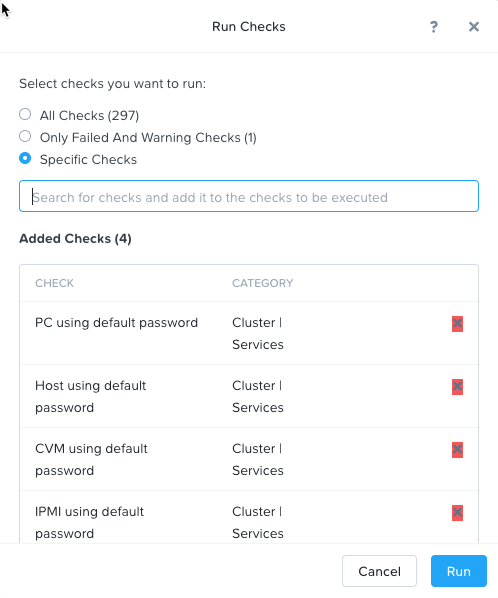 Run Checks
?
Select checks you want to run:
All Checks (297)
Only Failed And Warning Checks (1)
Specific Checks
Search for checks and add it to the checks to be executed
Added Checks (4)
CHECK CATEGORY
PC using default password Cluster |
Services
Host using default Cluster |
password Services
CVM using default Cluster |
password Services
IPMI using default Cluster |
password Services
Cancel Run